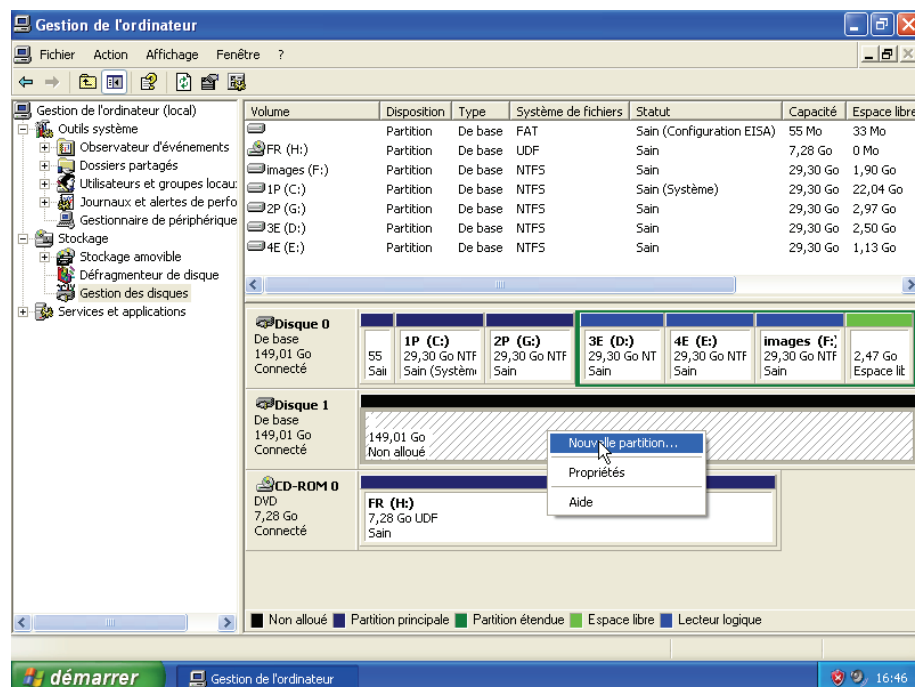 Gestion de l'ordinateur
Fichier Action Affichage Fenêtre ?
Gestion de l'ordinateur (local)
Outils système
Observateur d'événements
Dossiers partagés
Utilisateurs et groupes locau
Journaux et alertes de perfo
Gestionnaire de périphérique
Stockage
Stockage amovible
Défragmenteur de disque
Gestion des disques
Services et applications
Volume Disposition Type Système de fichiers Statut Capacité Espace libre
Partition De base FAT Sain (Configuration EISA) 55 Mo 33 Mo
FR (H:) Partition De base UDF Sain 7,28 Go 0 Mo
images (F:) Partition De base NTFS Sain 29,30 Go 1,90 Go
1P (C:) Partition De base NTFS Sain (Système) 29,30 Go 22,04 Go
2P (G:) Partition De base NTFS Sain 29,30 Go 2,97 Go
3E (D:) Partition De base NTFS Sain 29,30 Go 2,50 Go
4E (E:) Partition De base NTFS Sain 29,30 Go 1,13 Go
Disque 0
De base
149,01 Go
Connecté
1P (C:) 2P (G:) 3E (D:) 4E (E:) images (F:
55 29,30 Go NTF 29,30 Go NTF 29,30 Go NT 29,30 Go NTF 29,30 Go NTF 2,47 Go
Sai Sain (Systèm Sain Sain Sain Sain Espace lib
Disque 1
De base
149,01 Go
Connecté
149,01 Go
Non alloué
Nouvelle partition...
Propriétés
Aide
CD-ROM 0
DVD
7,28 Go
Connecté
FR (H:)
7,28 Go UDF
Sain
Non alloué Partition principale Partition étendue Espace libre Lecteur logique
démarrer Gestion de l'ordinateur 16:46